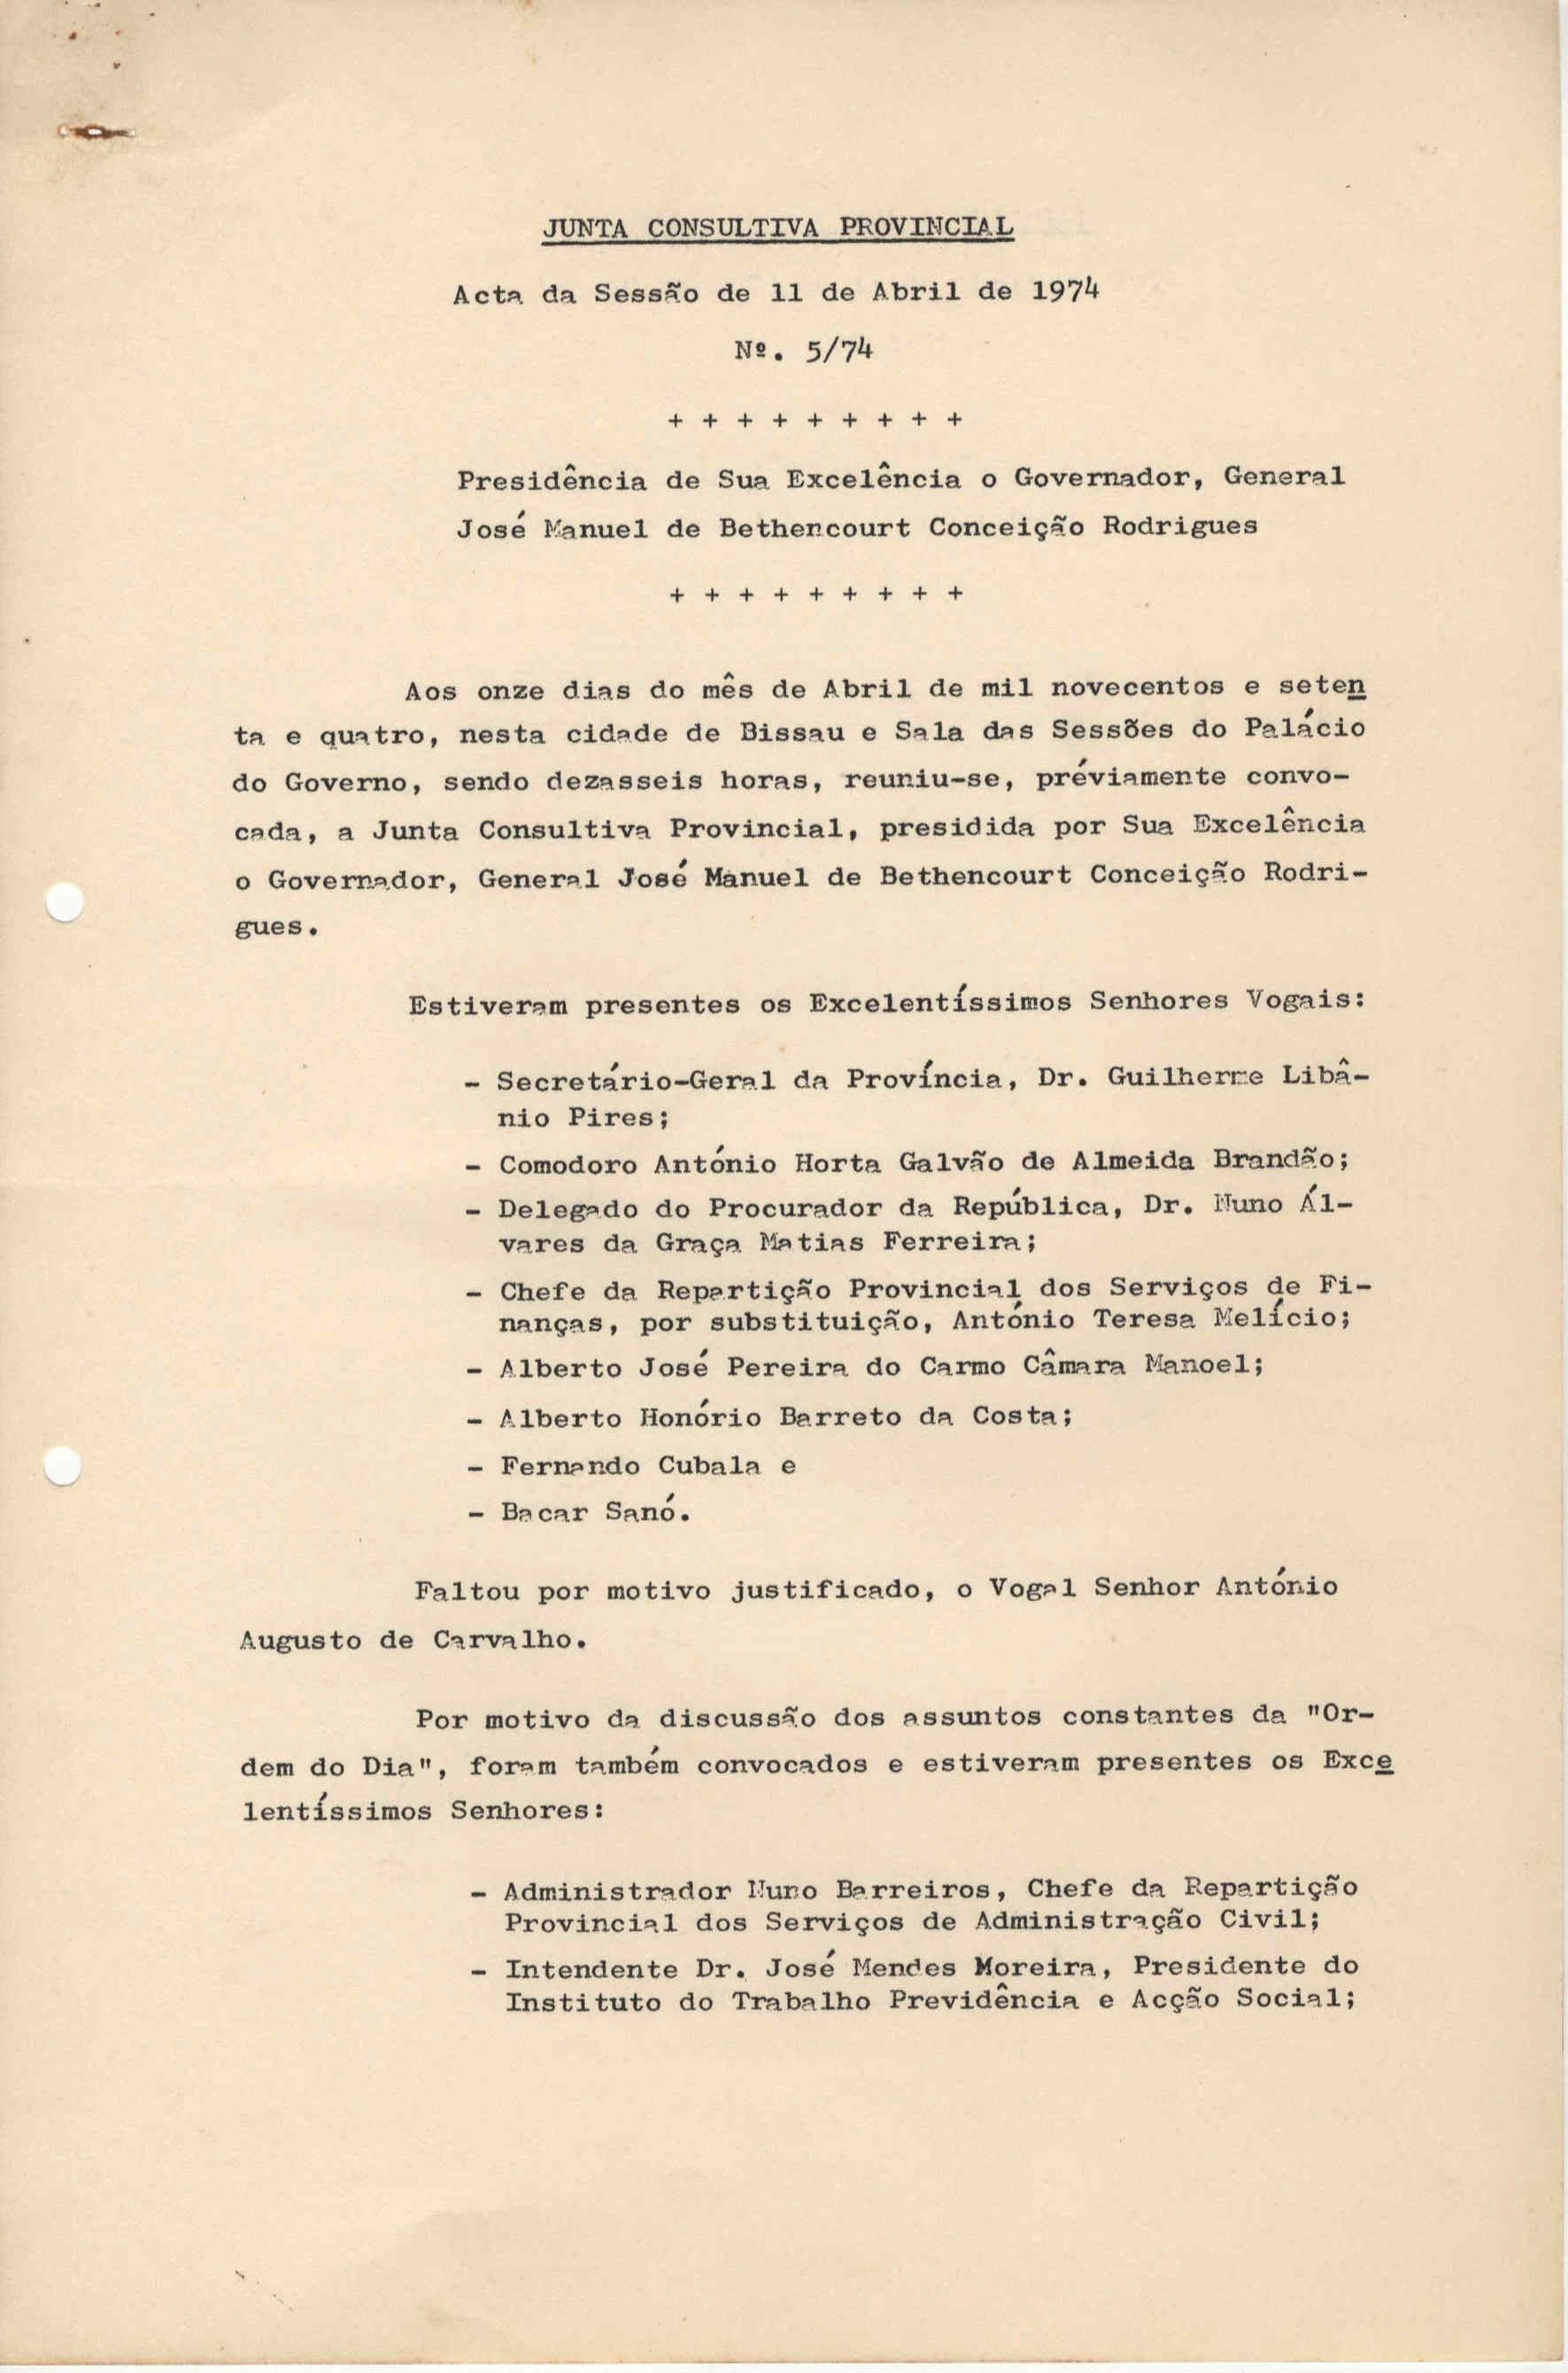 JUNTA CONSULTIVA PROVINCIAL
Acta da Sessão de 11 de Abril de 1974
Nº. 5/74
+ + + + + + + + +
Presidência de Sua Excelência o Governador, General
José Manuel de Bethencourt Conceição Rodrigues
+ + + + + + + + +
Aos onze dias do mês de Abril de mil novecentos e seten
ta e quatro, nesta cidade de Bissau e Sala das Sessões do Palácio
do Governo, sendo dezasseis horas, reuniu-se, préviamente convo-
cada, a Junta Consultiva Provincial, presidida por Sua Excelência
o Governador, General José Manuel de Bethencourt Conceição Rodri-
gues.
Estiveram presentes os Excelentíssimos Senhores Vogais:
- Secretário-Geral da Província, Dr. Guilherme Libâ-
nio Pires;
- Comodoro António Horta Galvão de Almeida Brandão;
- Delegado do Procurador da República, Dr. Nuno Ál-
vares da Graça Matias Ferreira;
- Chefe da Repartição Provincial dos Serviços de Fi-
nanças, por substituição, António Teresa Melício;
- Alberto José Pereira do Carmo Câmara Manoel;
- Alberto Honório Barreto da Costa;
- Fernando Cubala e
- Bacar Sanó.
Faltou por motivo justificado, o Vogal Senhor António
Augusto de Carvalho.
Por motivo da discussão dos assuntos constantes da "Or-
dem do Dia", foram também convocados e estiveram presentes os Exce
lentíssimos Senhores:
- Administrador Nuno Barreiros, Chefe da Repartição
Provincial dos Serviços de Administração Civil;
- Intendente Dr. José Mendes Moreira, Presidente do
Instituto do Trabalho Previdência e Acção Social;